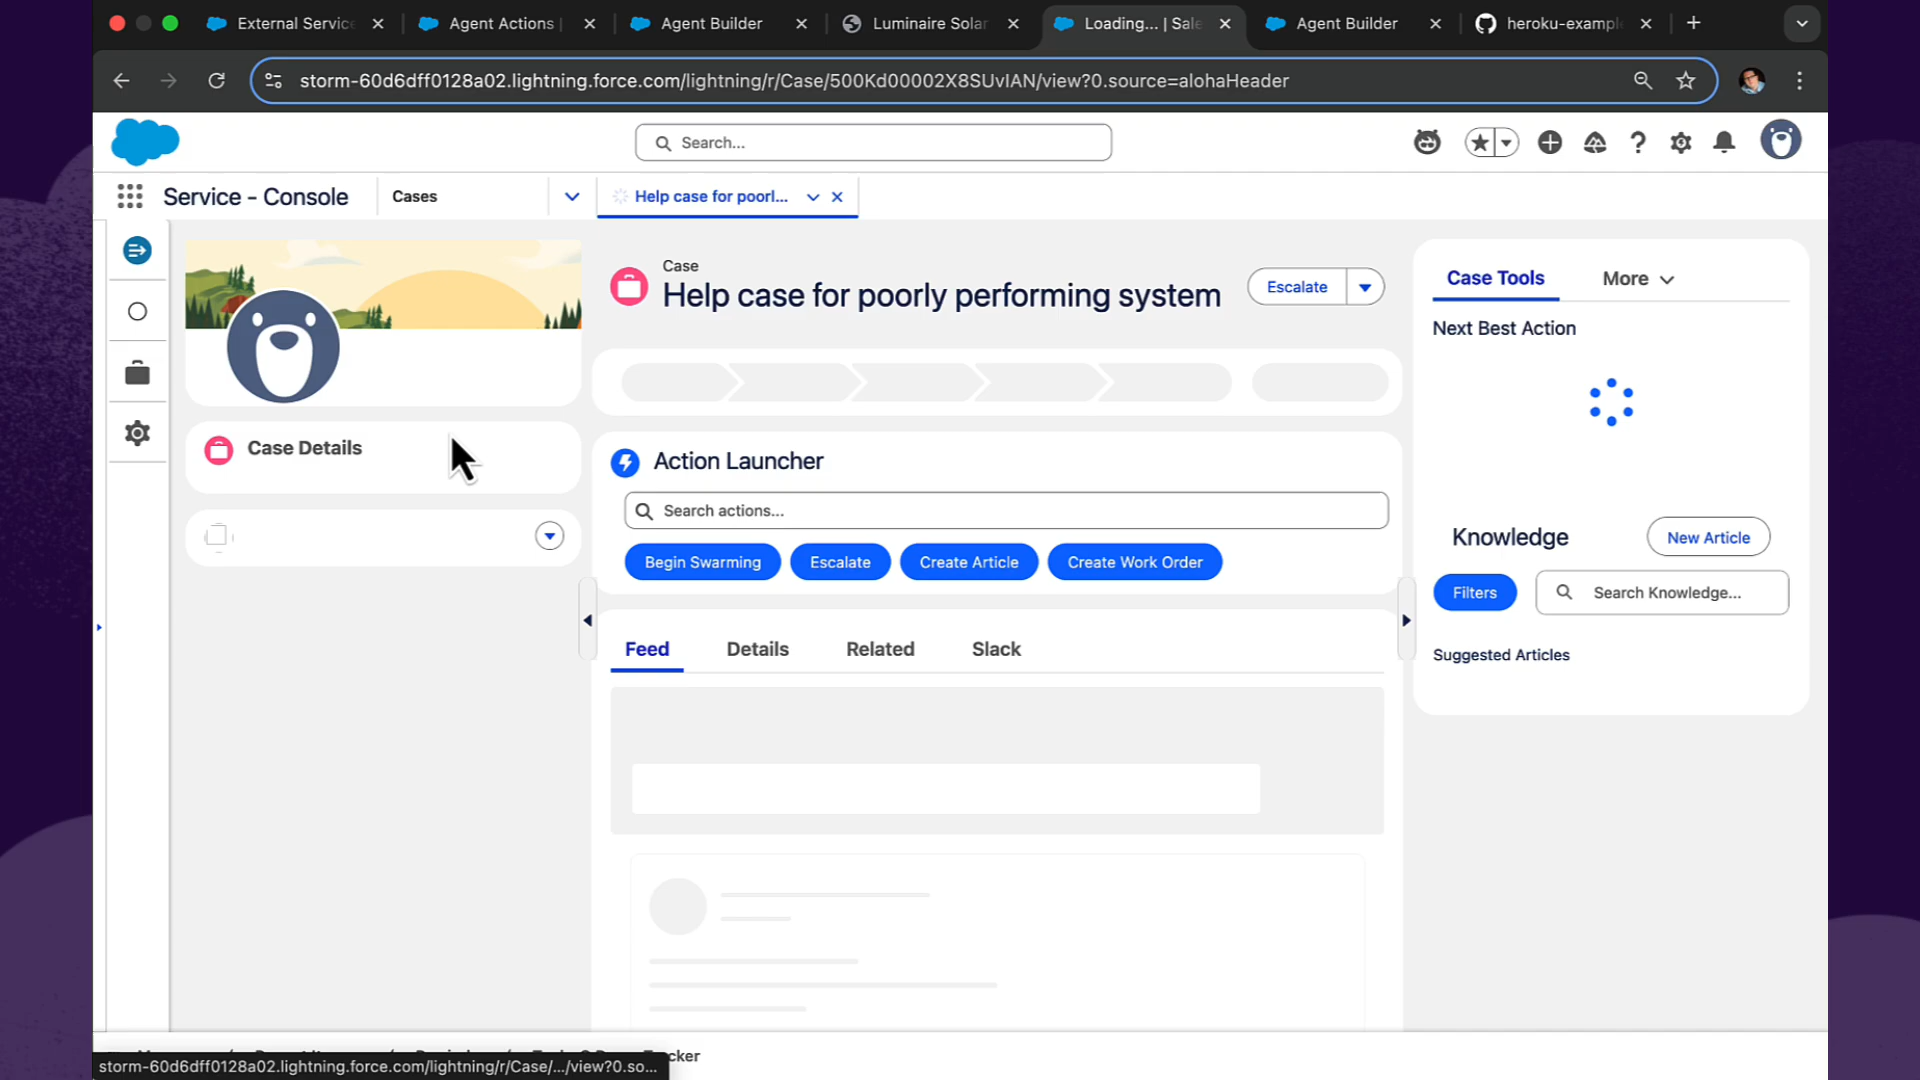 External Service
Agent Actions |
Agent Builder
Luminaire Solar
Loading... | Sale
Agent Builder
heroku-exampl
storm-60d6dff0128a02.lightning.force.com/lightning/r/Case/500Kd00002X8SUvIAN/view?0.source=alohaHeader
Search...
Service - Console
Cases
Help case for poorl...
Case
Help case for poorly performing system
Escalate
Case Tools
More
Next Best Action
Case Details
Action Launcher
Search actions...
Begin Swarming
Escalate
Create Article
Create Work Order
Knowledge
New Article
Filters
Search Knowledge...
Suggested Articles
Feed
Details
Related
Slack
storm-60d6dff0128a02.lightning.force.com/lightning/r/Case/.../view?0.so...